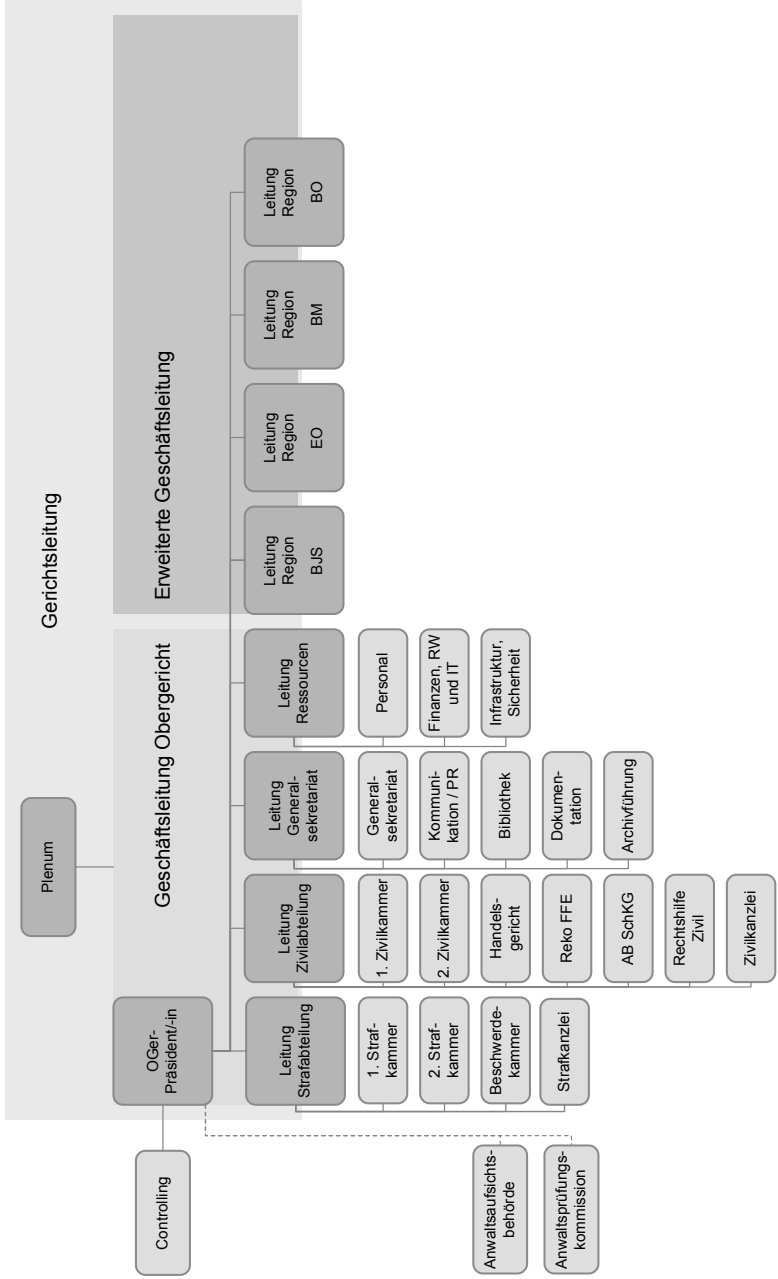 Gerichtsleitung
Plenum
Geschäftsleitung Obergericht
Erweiterte Geschäftsleitung
Controlling
OGer-
Präsident/-in
Leitung
Strafabteilung
Leitung
Zivilabteilung
Leitung
General-
sekretariat
Leitung
Ressourcen
Leitung
Region
BJS
Leitung
Region
EO
Leitung
Region
BM
Leitung
Region
BO
1. Straf-
kammer
2. Straf-
kammer
Beschwerde-
kammer
Strafkanzlei
1. Zivilkammer
2. Zivilkammer
Handels-
gericht
Reko FFE
AB SchKG
Rechtshilfe
Zivil
Zivilkanzlei
General-
sekretariat
Kommuni-
kation / PR
Bibliothek
Dokumen-
tation
Archivführung
Personal
Finanzen, RW
und IT
Infrastruktur,
Sicherheit
Anwaltsaufsichts-
behörde
Anwaltsprüfungs-
kommission